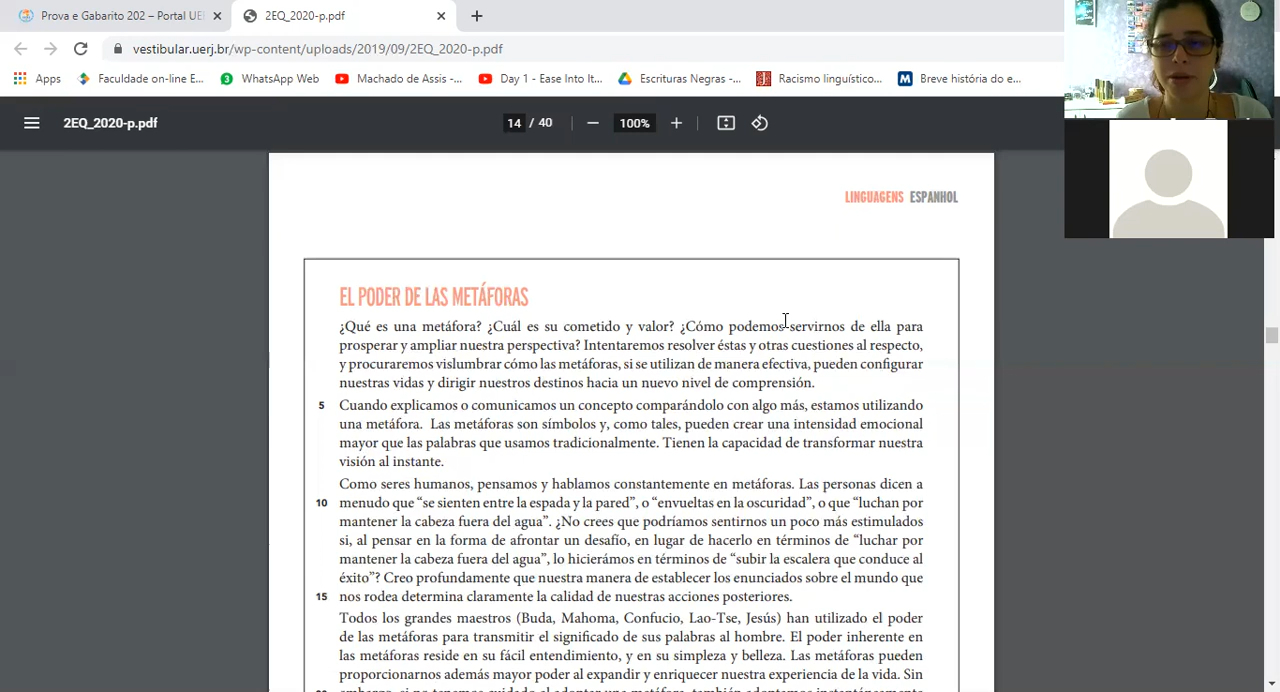 Prova e Gabarito 202 – Portal UEI
2EQ_2020-p.pdf
vestibular.uerj.br/wp-content/uploads/2019/09/2EQ_2020-p.pdf
Apps
Faculdade on-line E...
3 WhatsApp Web
Machado de Assis -...
Day 1 - Ease Into It...
Escrituras Negras -...
Racismo linguístico...
M Breve história do e...
2EQ_2020-p.pdf
14 / 40
100%
LINGUAGENS ESPANHOL
EL PODER DE LAS METÁFORAS
¿Qué es una metáfora? ¿Cuál es su cometido y valor? ¿Cómo podemos servirnos de ella para
prosperar y ampliar nuestra perspectiva? Intentaremos resolver éstas y otras cuestiones al respecto,
y procuraremos vislumbrar cómo las metáforas, si se utilizan de manera efectiva, pueden configurar
nuestras vidas y dirigir nuestros destinos hacia un nuevo nivel de comprensión.
5 Cuando explicamos o comunicamos un concepto comparándolo con algo más, estamos utilizando
una metáfora. Las metáforas son símbolos y, como tales, pueden crear una intensidad emocional
mayor que las palabras que usamos tradicionalmente. Tienen la capacidad de transformar nuestra
visión al instante.
Como seres humanos, pensamos y hablamos constantemente en metáforas. Las personas dicen a
10 menudo que “se sienten entre la espada y la pared”, o “envueltas en la oscuridad”, o que “luchan por
mantener la cabeza fuera del agua”. ¿No crees que podríamos sentirnos un poco más estimulados
si, al pensar en la forma de afrontar un desafío, en lugar de hacerlo en términos de “luchar por
mantener la cabeza fuera del agua”, lo hicierámos en términos de “subir la escalera que conduce al
éxito”? Creo profundamente que nuestra manera de establecer los enunciados sobre el mundo que
15 nos rodea determina claramente la calidad de nuestras acciones posteriores.
Todos los grandes maestros (Buda, Mahoma, Confucio, Lao-Tse, Jesús) han utilizado el poder
de las metáforas para transmitir el significado de sus palabras al hombre. El poder inherente en
las metáforas reside en su fácil entendimiento, y en su simpleza y belleza. Las metáforas pueden
proporcionarnos además mayor poder al expandir y enriquecer nuestra experiencia de la vida. Sin
embargo, si no tenemos cuidado al adoptar una metáfora, también adoptamos instantáneamente